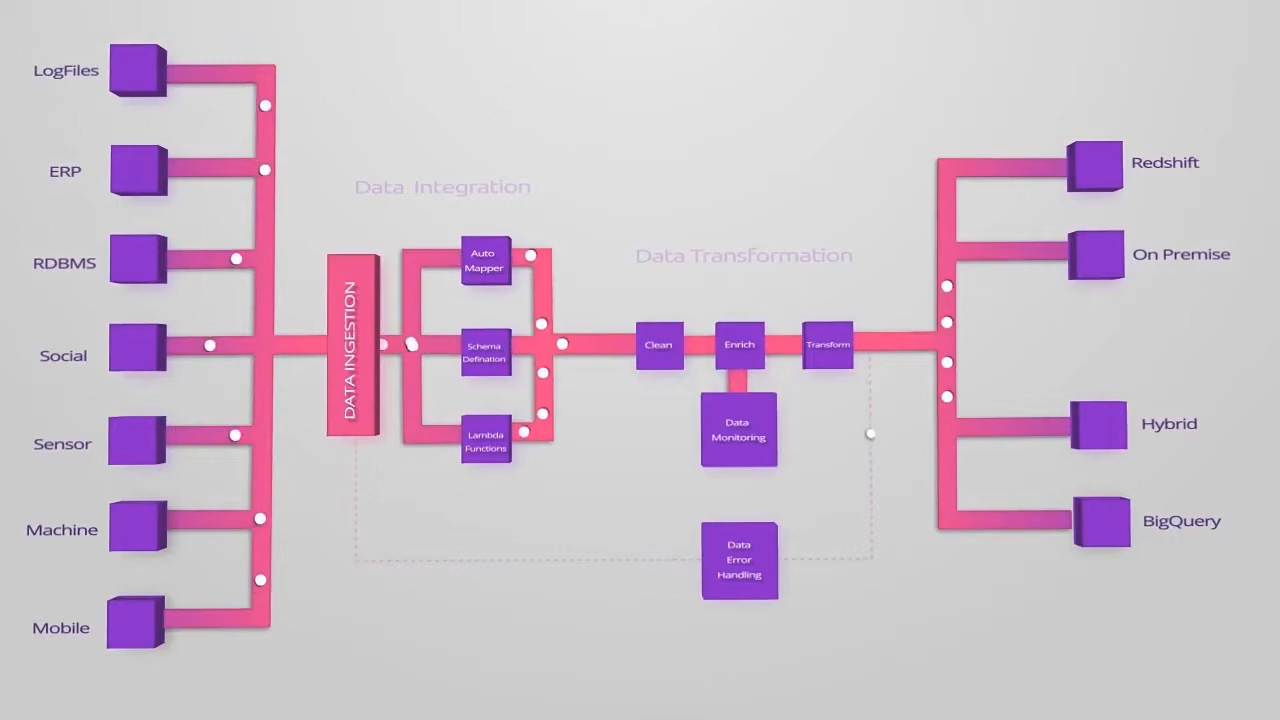 LogFiles
ERP
RDBMS
Social
Sensor
Machine
Mobile
DATA INGESTION
Data Integration
Auto
Mapper
Schema
Defination
Lambda
Functions
Data Transformation
Clean
Enrich
Transform
Data
Monitoring
Data
Error
Handling
Redshift
On Premise
Hybrid
BigQuery